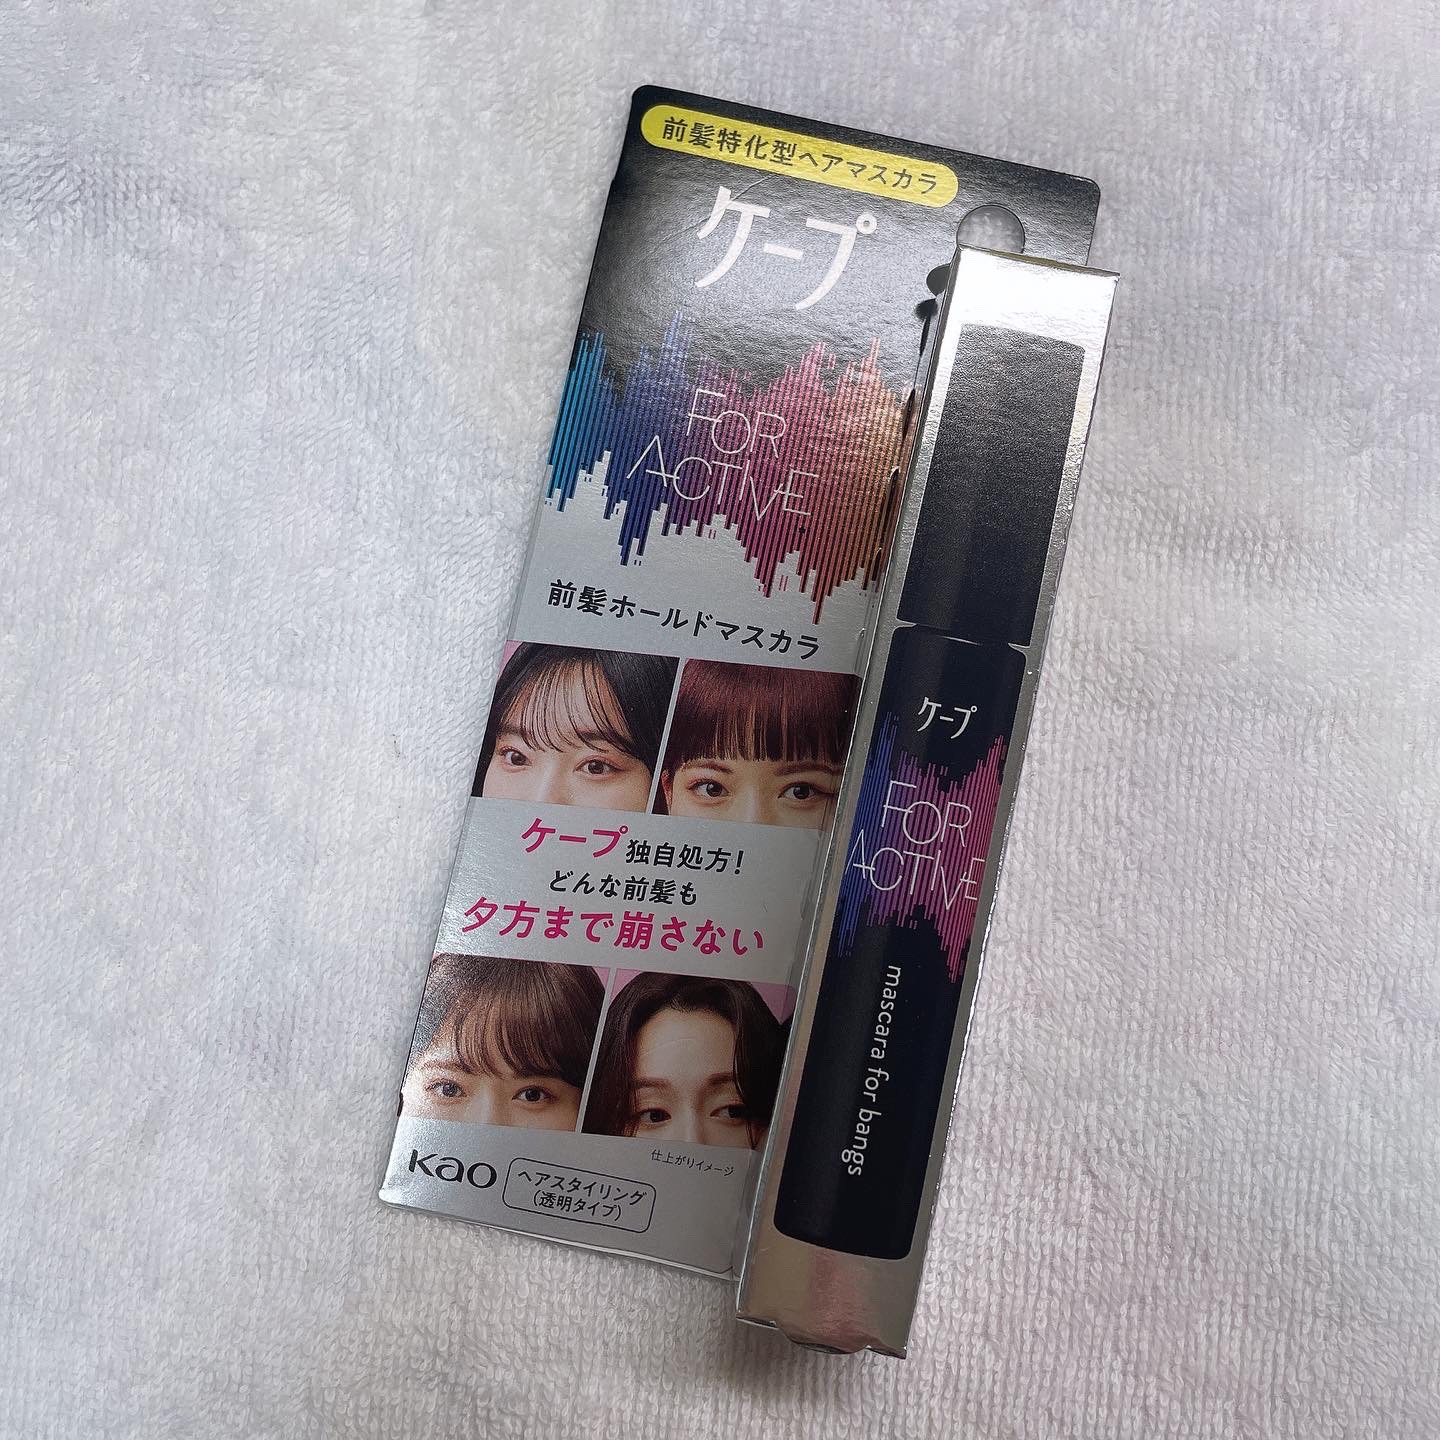 前髪特化型ヘアマスカラ
ケープ
FOR
ACTIVE
前髪ホールドマスカラ
ケープ独自処方!
どんな前髪も
夕方まで崩さない
仕上がりイメージ
Kao
ヘアスタイリング
(透明タイプ)
ケープ
FOR
ACTIVE
mascara for bangs